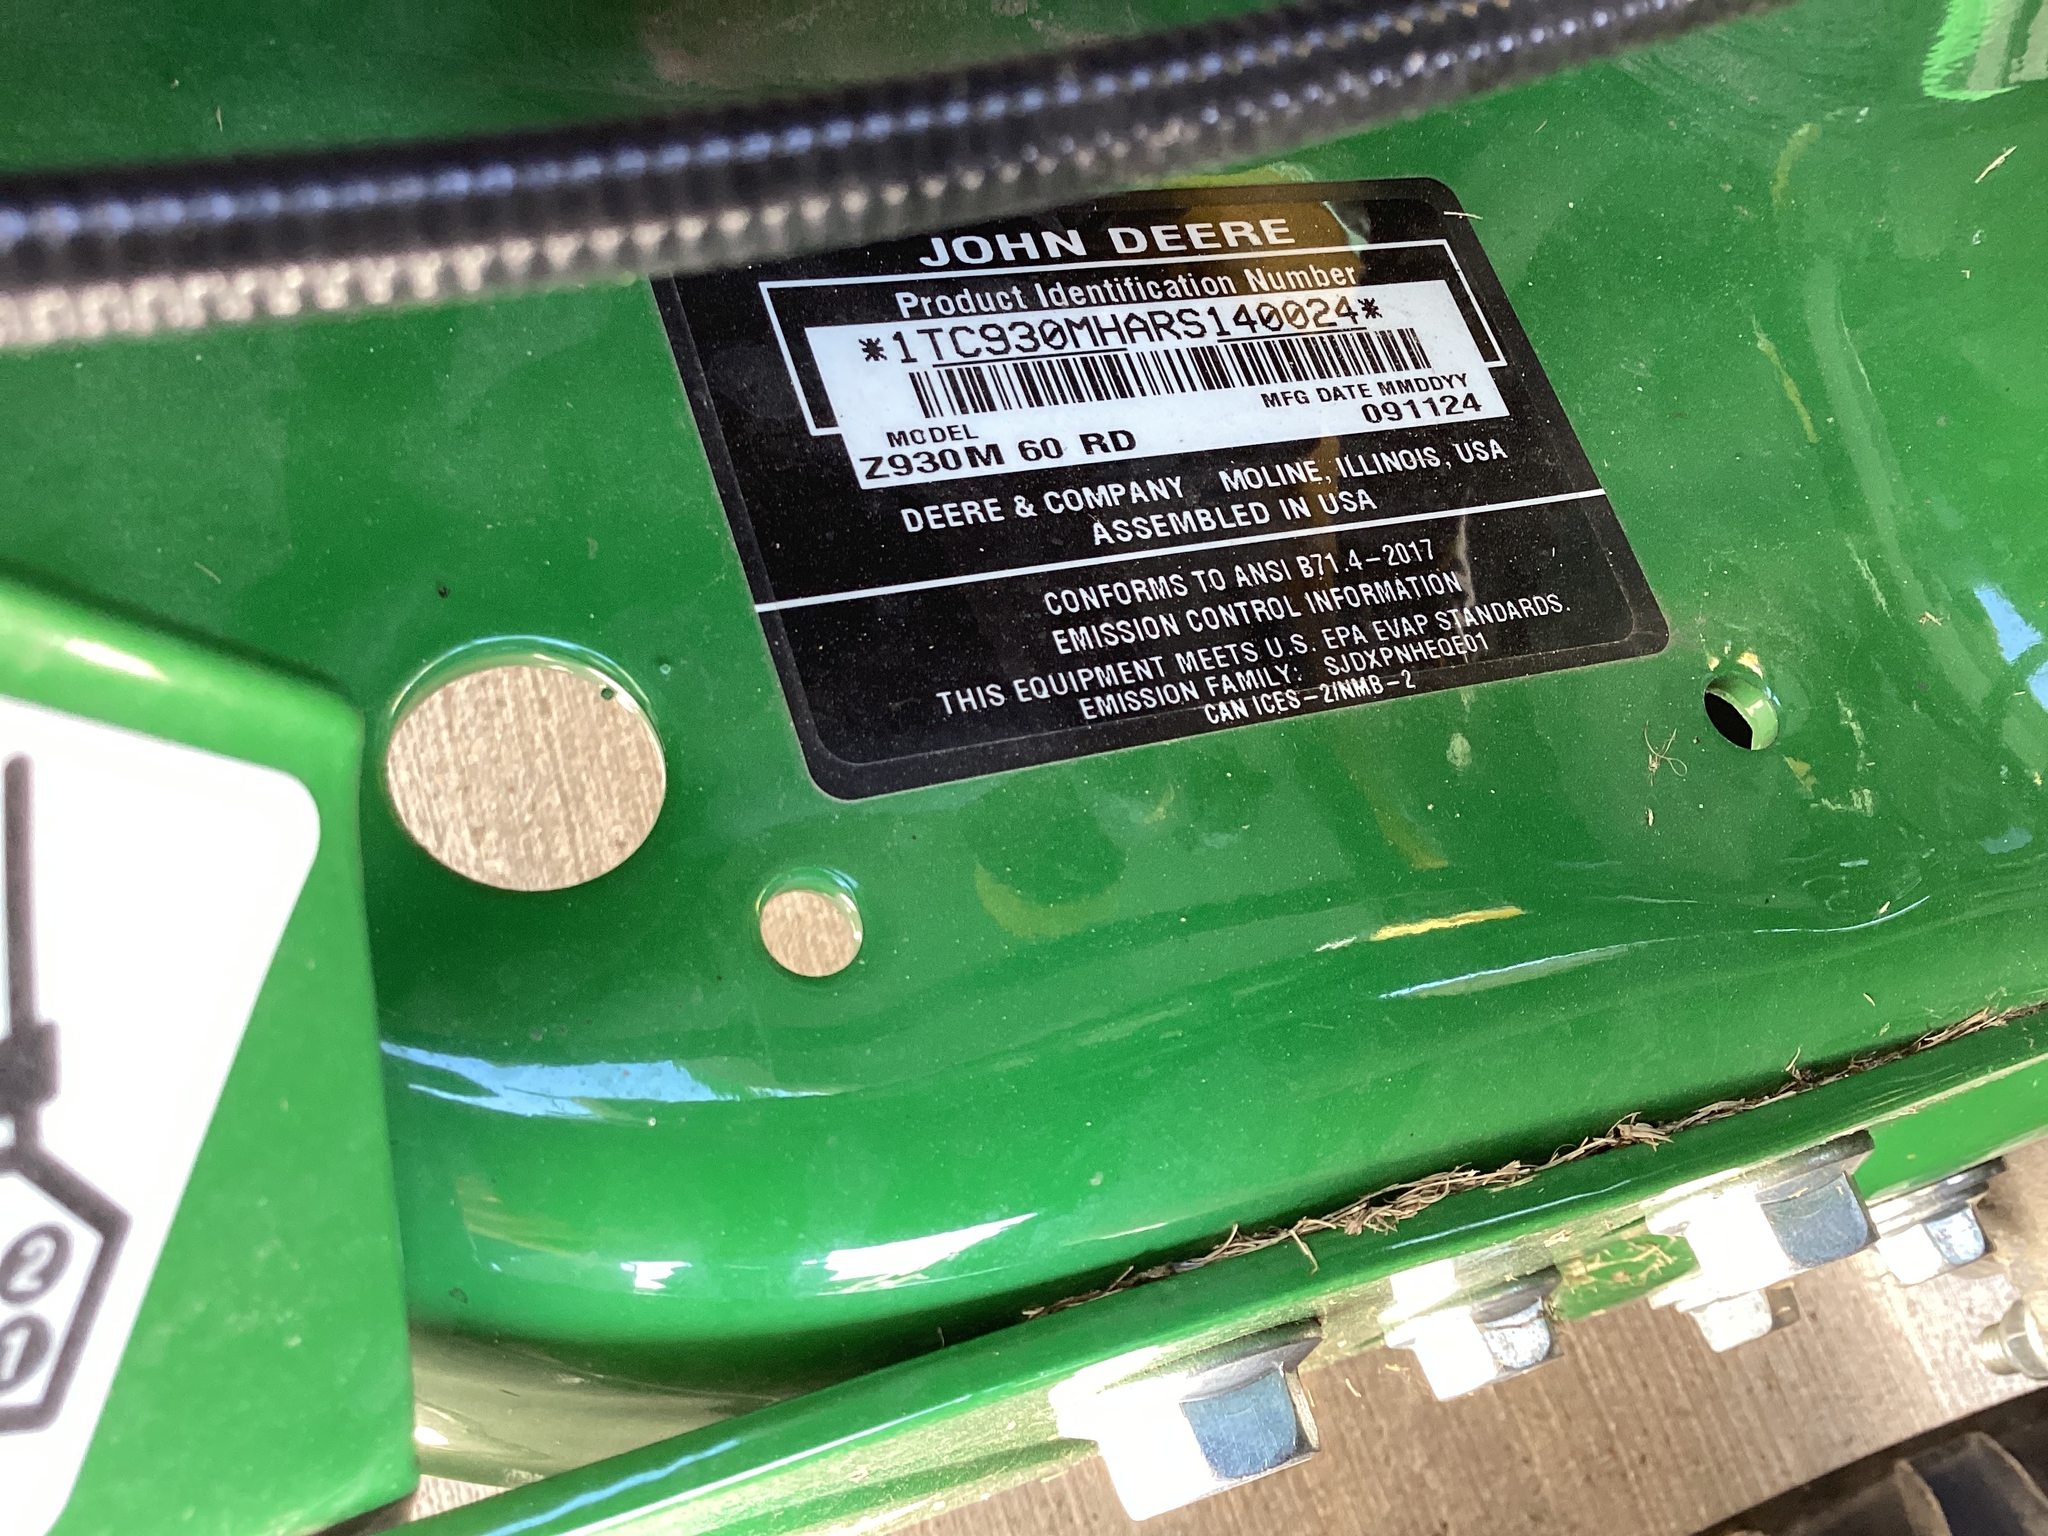 JOHN DEERE
Product Identification Number
*1TC930MHARS140024*
MFG DATE MMDDYY
091124
MODEL
Z930M 60 RD
DEERE & COMPANY MOLINE, ILLINOIS, USA
ASSEMBLED IN USA
CONFORMS TO ANSI B71.4-2017
EMISSION CONTROL INFORMATION
THIS EQUIPMENT MEETS U.S. EPA EVAP STANDARDS.
EMISSION FAMILY: SJDXPNHEQE01
CAN ICES-2/NMB-2
2
1